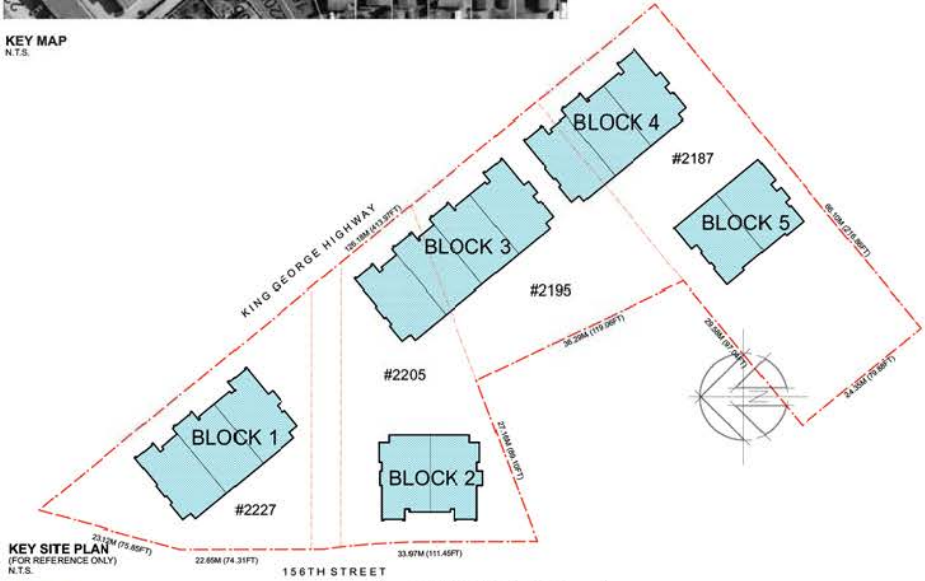 KEY MAP
N.T.S.
BLOCK 4
#2187
BLOCK 5
66.10M (216.86FT)
KING GEORGE HIGHWAY
126.18M (413.97FT)
BLOCK 3
#2195
36.29M (119.06FT)
29.58M (97.04FT)
24.35M (79.88FT)
N
#2205
BLOCK 1
27.16M (89.10FT)
BLOCK 2
#2227
23.12M (75.85FT)
22.65M (74.31FT)
33.97M (111.45FT)
156TH STREET
KEY SITE PLAN
(FOR REFERENCE ONLY)
N.T.S.